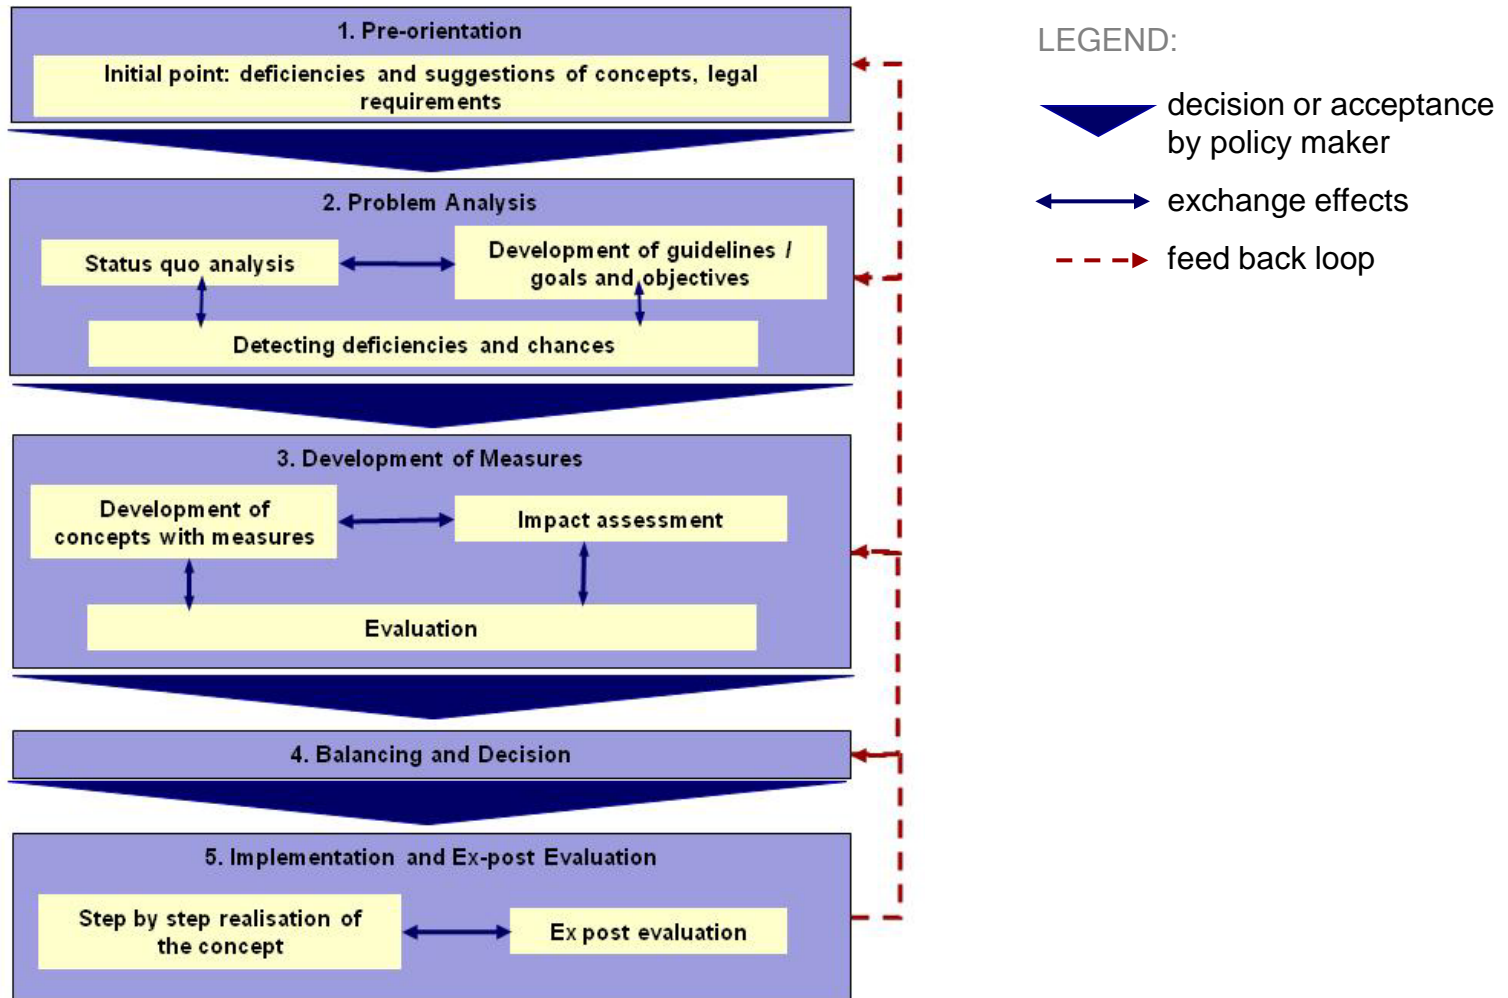 1. Pre-orientation
Initial point: deficiencies and suggestions of concepts, legal
requirements
2. Problem Analysis
Status quo analysis
Development of guidelines /
goals and objectives
Detecting deficiencies and chances
3. Development of Measures
Development of
concepts with measures
Impact assessment
Evaluation
4. Balancing and Decision
5. Implementation and Ex-post Evaluation
Step by step realisation of
the concept
Ex post evaluation
LEGEND:
decision or acceptance
by policy maker
exchange effects
feed back loop